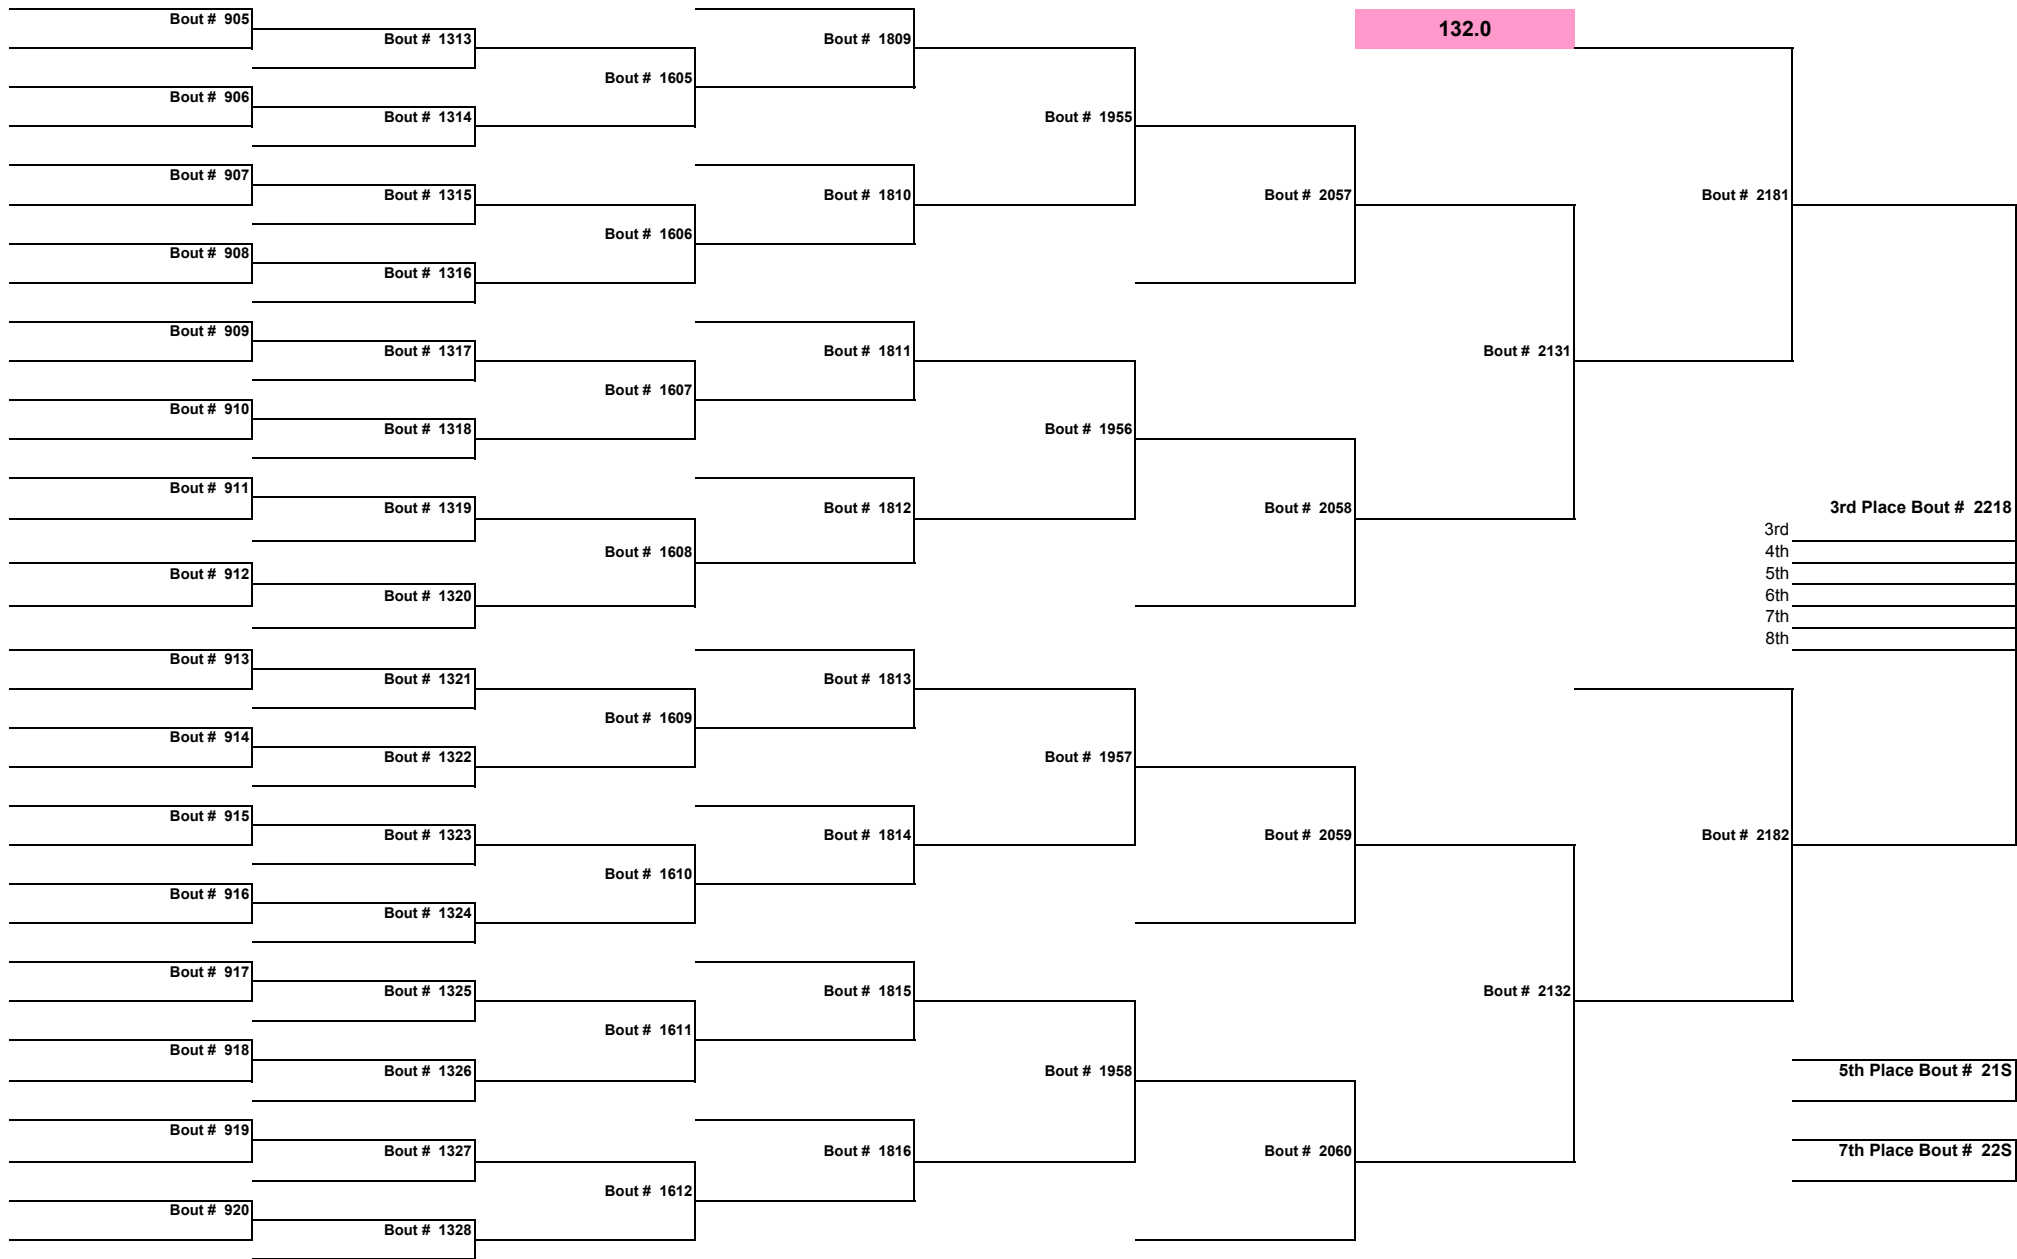 Bout # 905
Bout # 1313
Bout # 1809
132.0
Bout # 1605
Bout # 906
Bout # 1314
Bout # 1955
Bout # 907
Bout # 1315
Bout # 1810
Bout # 2057
Bout # 2181
Bout # 1606
Bout # 908
Bout # 1316
Bout # 909
Bout # 1317
Bout # 1811
Bout # 2131
Bout # 1607
Bout # 910
Bout # 1318
Bout # 1956
Bout # 911
Bout # 1319
Bout # 1812
Bout # 2058
3rd Place Bout # 2218
3rd
4th
5th
6th
7th
8th
Bout # 1608
Bout # 912
Bout # 1320
Bout # 913
Bout # 1321
Bout # 1813
Bout # 1609
Bout # 914
Bout # 1322
Bout # 1957
Bout # 915
Bout # 1323
Bout # 1814
Bout # 2059
Bout # 2182
Bout # 1610
Bout # 916
Bout # 1324
Bout # 917
Bout # 1325
Bout # 1815
Bout # 2132
Bout # 1611
Bout # 918
Bout # 1326
Bout # 1958
5th Place Bout # 21S
Bout # 919
Bout # 1327
Bout # 1816
Bout # 2060
7th Place Bout # 22S
Bout # 1612
Bout # 920
Bout # 1328